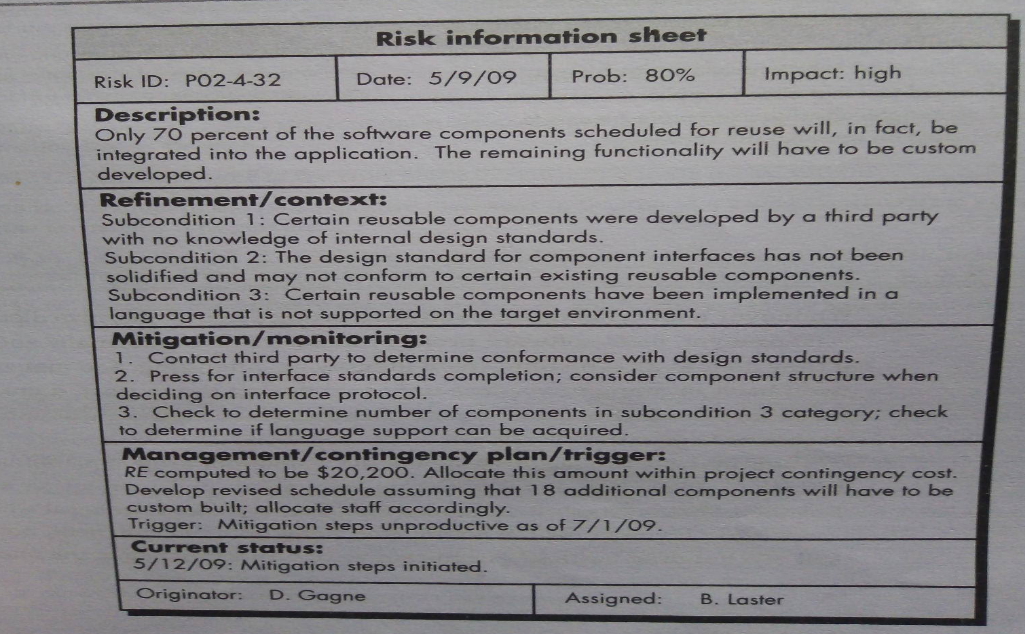 Risk information sheet
Risk ID: P02-4-32 Date: 5/9/09 Prob: 80% Impact: high
Description:
Only 70 percent of the software components scheduled for reuse will, in fact, be
integrated into the application. The remaining functionality will have to be custom
developed.
Refinement/context:
Subcondition 1: Certain reusable components were developed by a third party
with no knowledge of internal design standards.
Subcondition 2: The design standard for component interfaces has not been
solidified and may not conform to certain existing reusable components.
Subcondition 3: Certain reusable components have been implemented in a
language that is not supported on the target environment.
Mitigation/monitoring:
1. Contact third party to determine conformance with design standards.
2. Press for interface standards completion; consider component structure when
deciding on interface protocol.
3. Check to determine number of components in subcondition 3 category; check
to determine if language support can be acquired.
Management/contingency plan/trigger:
RE computed to be $20,200. Allocate this amount within project contingency cost.
Develop revised schedule assuming that 18 additional components will have to be
custom built; allocate staff accordingly.
Trigger: Mitigation steps unproductive as of 7/1/09.
Current status:
5/12/09: Mitigation steps initiated.
Originator: D. Gagne Assigned: B. Laster